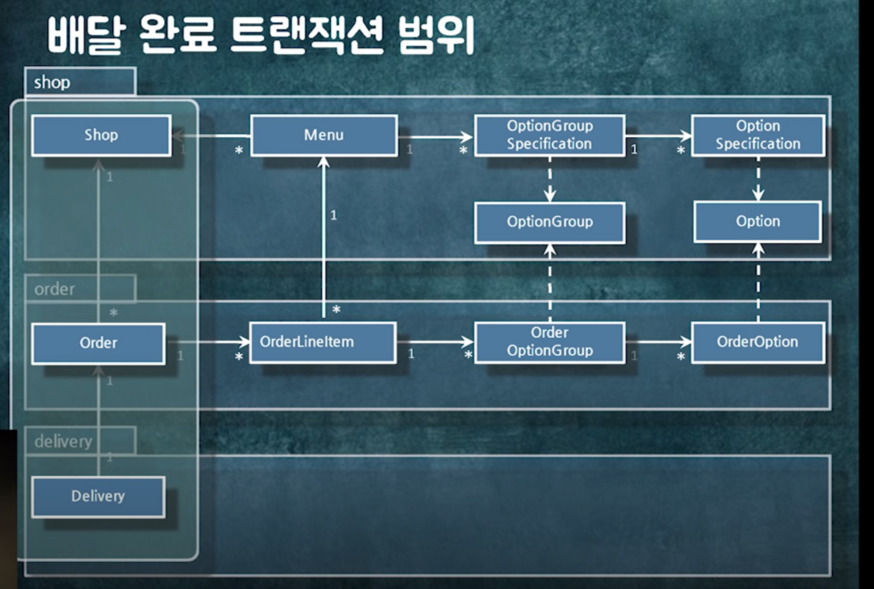 배달 완료 트랜잭션 범위
shop
Shop
Menu
OptionGroup
Specification
Option
Specification
1
*
1
*
1
*
1
1
OptionGroup
Option
order
*
*
Order
OrderLineItem
Order
OptionGroup
OrderOption
1
*
1
*
1
*
1
delivery
1
Delivery